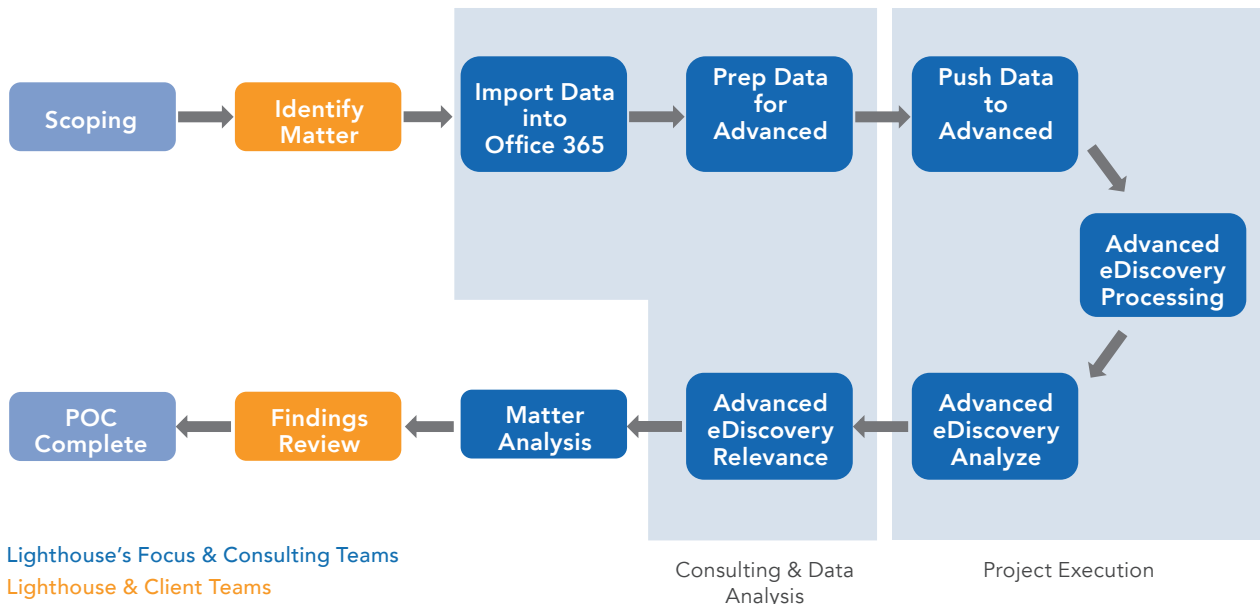 Scoping
Identify
Matter
Import Data
into
Office 365
Prep Data
for
Advanced
Push Data
to
Advanced
Advanced
eDiscovery
Processing
Advanced
eDiscovery
Analyze
Advanced
eDiscovery
Relevance
Matter
Analysis
Findings
Review
POC
Complete
Lighthouse's Focus & Consulting Teams
Lighthouse & Client Teams
Consulting & Data
Analysis
Project Execution